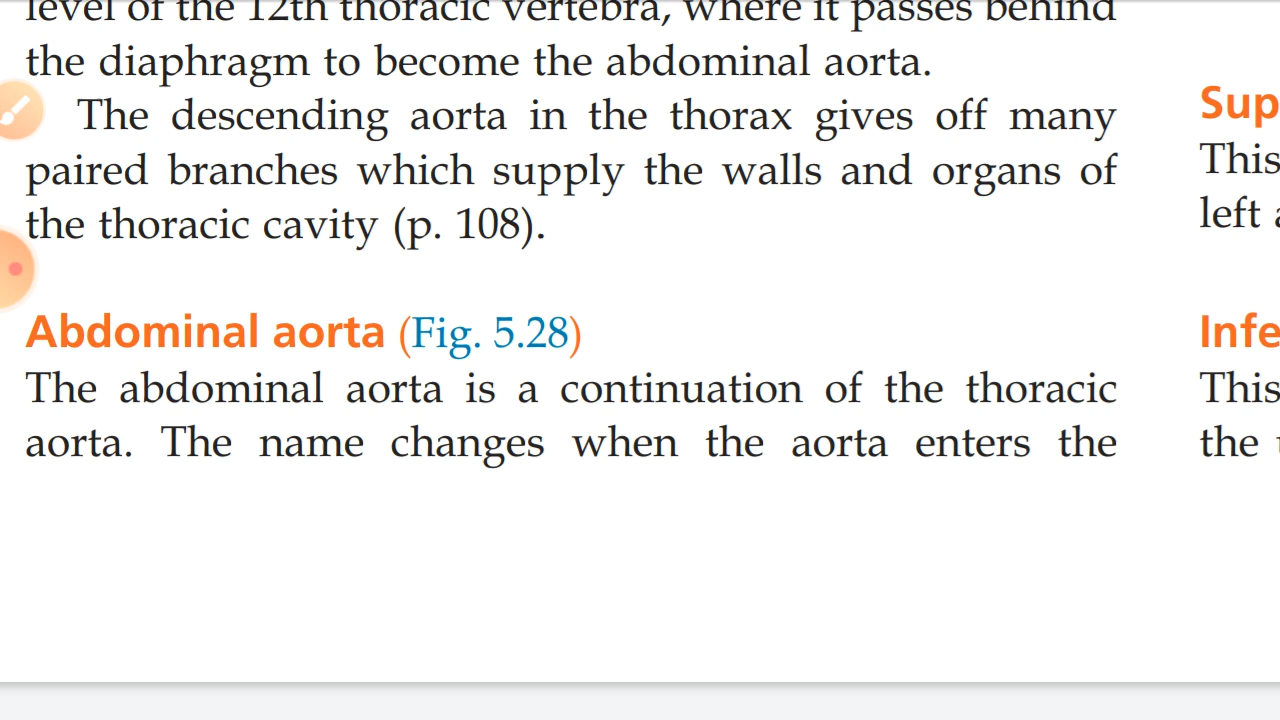 level of the 12th thoracic vertebra, where it passes behind
the diaphragm to become the abdominal aorta.
The descending aorta in the thorax gives off many
paired branches which supply the walls and organs of
the thoracic cavity (p. 108).
Abdominal aorta (Fig. 5.28)
The abdominal aorta is a continuation of the thoracic
aorta. The name changes when the aorta enters the
Sup
This
left
Infe
This
the